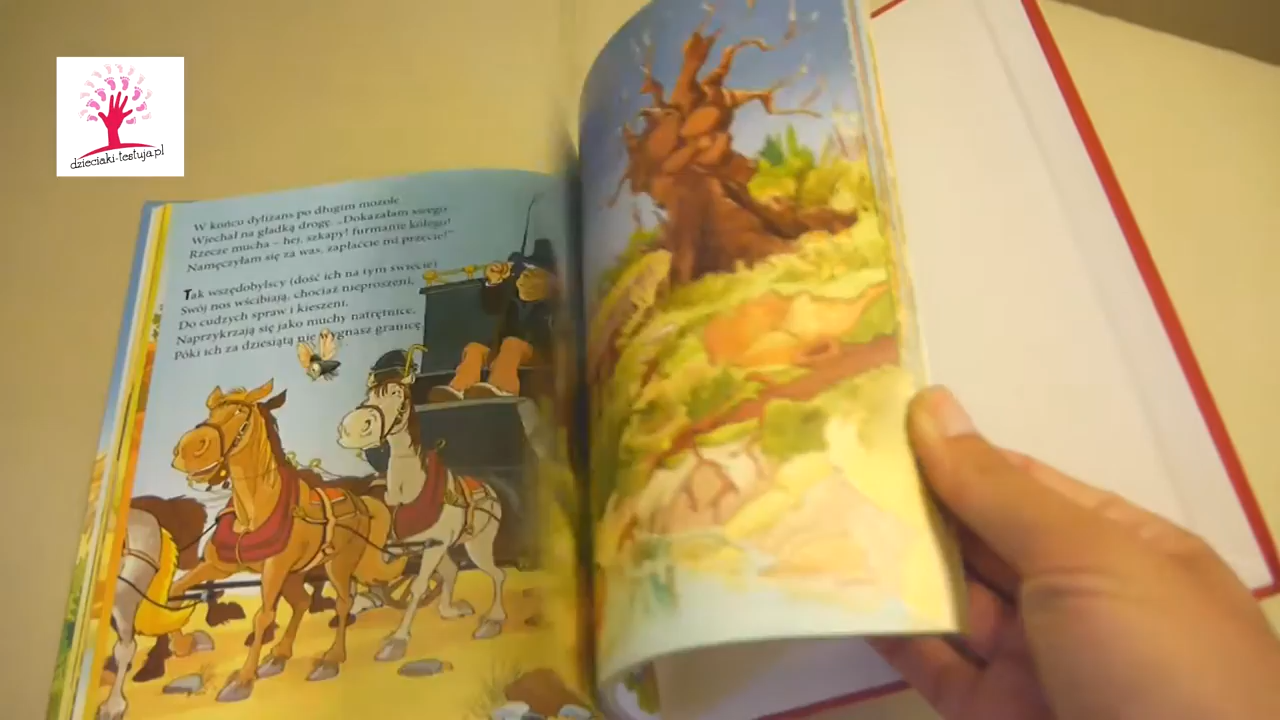 dzieciaki-testuja.pl
W końcu dyliżans po długim mozole
Wjechał na gładką drogę. „Dokazałam swego
Rzecze mucha – hej, szkapy! furmanie kolego!
Namęczyłam się za was, zapłaćcie mi przecie!”
Tak wszędobylscy (dość ich na tym świecie)
Swój nos wścibiają, chociaż nieproszeni,
Do cudzych spraw i kieszeni,
Naprzykrzają się jako muchy natrętnice,
Póki ich za dziesiątą nie wygnasz granicę.